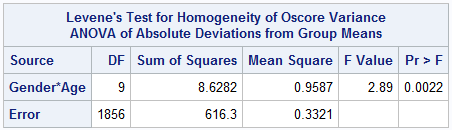 Levene's Test for Homogeneity of Oscore Variance
ANOVA of Absolute Deviations from Group Means
Source DF Sum of Squares Mean Square F Value Pr > F
Gender*Age 9 8.6282 0.9587 2.89 0.0022
Error 1856 616.3 0.3321